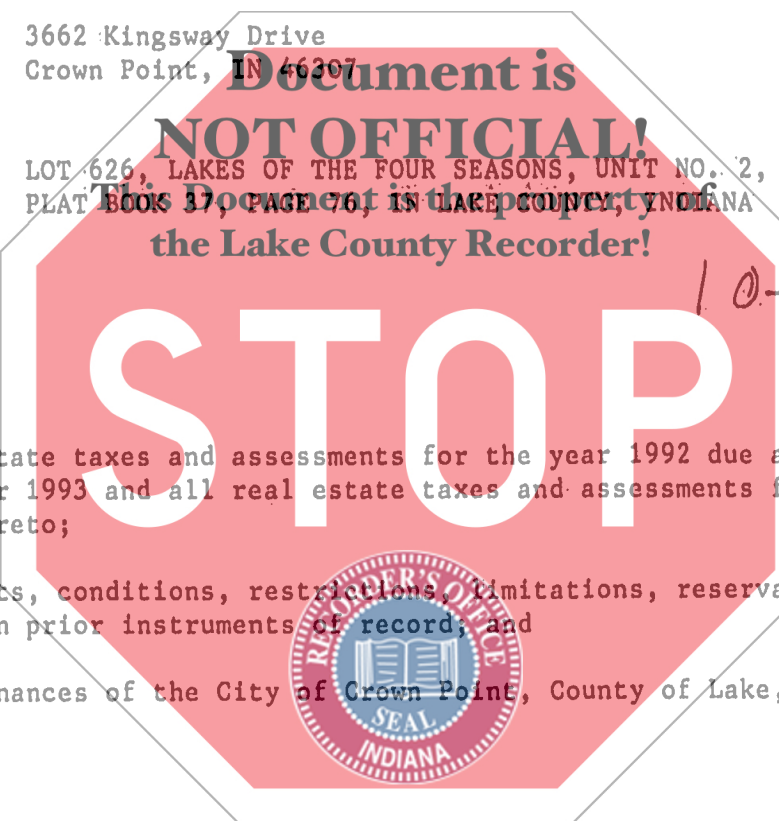 3662 Kingsway Drive
Crown Point, IN 46307
Document is
NOT OFFICIAL!
LOT 626, LAKES OF THE FOUR SEASONS, UNIT NO. 2,
PLAT BOOK 37, PAGE 76, IN LAKE COUNTY, INDIANA
This Document is the property of
the Lake County Recorder!
10-
STOP
tate taxes and assessments for the year 1992 due a
r 1993 and all real estate taxes and assessments f
reto;
ts, conditions, restrictions, limitations, reserva
n prior instruments of record; and
nances of the City of Crown Point, County of Lake,
RECORDER'S OFFICE
SEAL
INDIANA